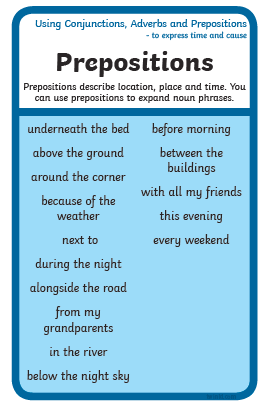 Using Conjunctions, Adverbs and Prepositions
- to express time and cause
Prepositions
Prepositions describe location, place and time. You
can use prepositions to expand noun phrases.
underneath the bed
above the ground
around the corner
because of the
weather
next to
during the night
alongside the road
from my
grandparents
in the river
below the night sky
before morning
between the
buildings
with all my friends
this evening
every weekend